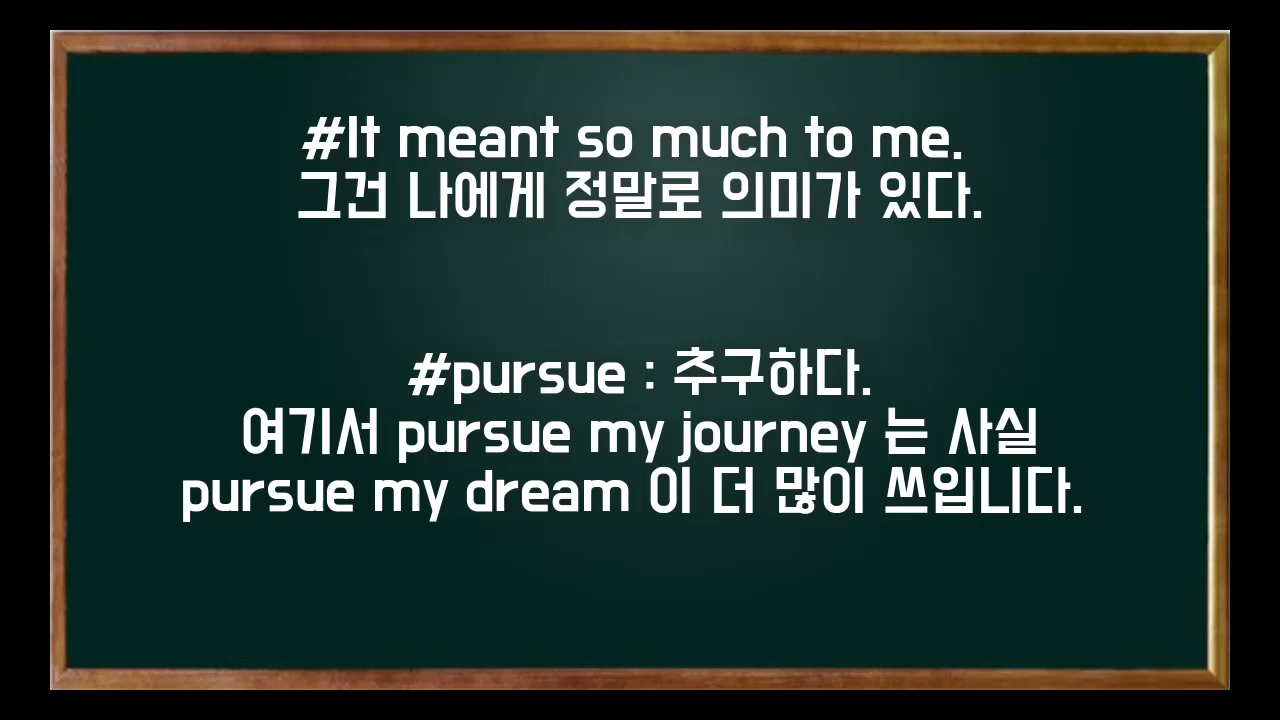 #It meant so much to me.
그건 나에게 정말로 의미가 있다.
#pursue : 추구하다.
여기서 pursue my journey 는 사실
pursue my dream 이 더 많이 쓰입니다.